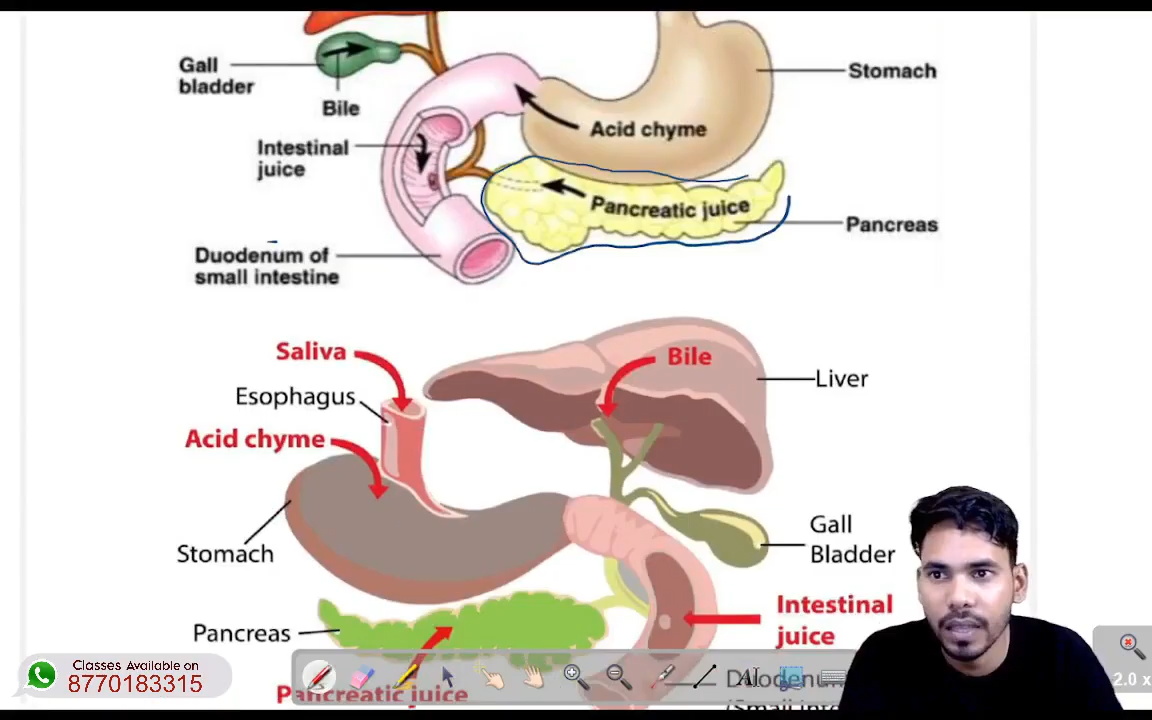 Gall
bladder
Bile
Stomach
Acid chyme
Intestinal
juice
Pancreatic juice
Pancreas
Duodenum of
small intestine
Saliva
Bile
Liver
Esophagus
Acid chyme
Stomach
Gall
Bladder
Intestinal
juice
Pancreas
Pancreatic juice
Classes Available on
8770183315
2.0 x